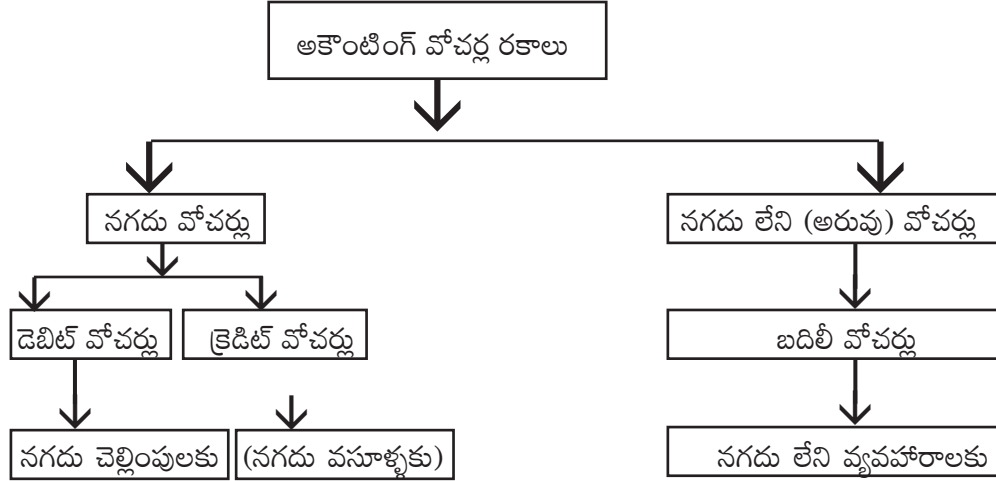 అకౌంటింగ్ వోచర్ల రకాలు
నగదు వోచర్లు
నగదు లేని (అరువు) వోచర్లు
డెబిట్ వోచర్లు
క్రెడిట్ వోచర్లు
బదిలీ వోచర్లు
నగదు చెల్లింపులకు
(నగదు వసూళ్ళకు)
నగదు లేని వ్యవహారాలకు